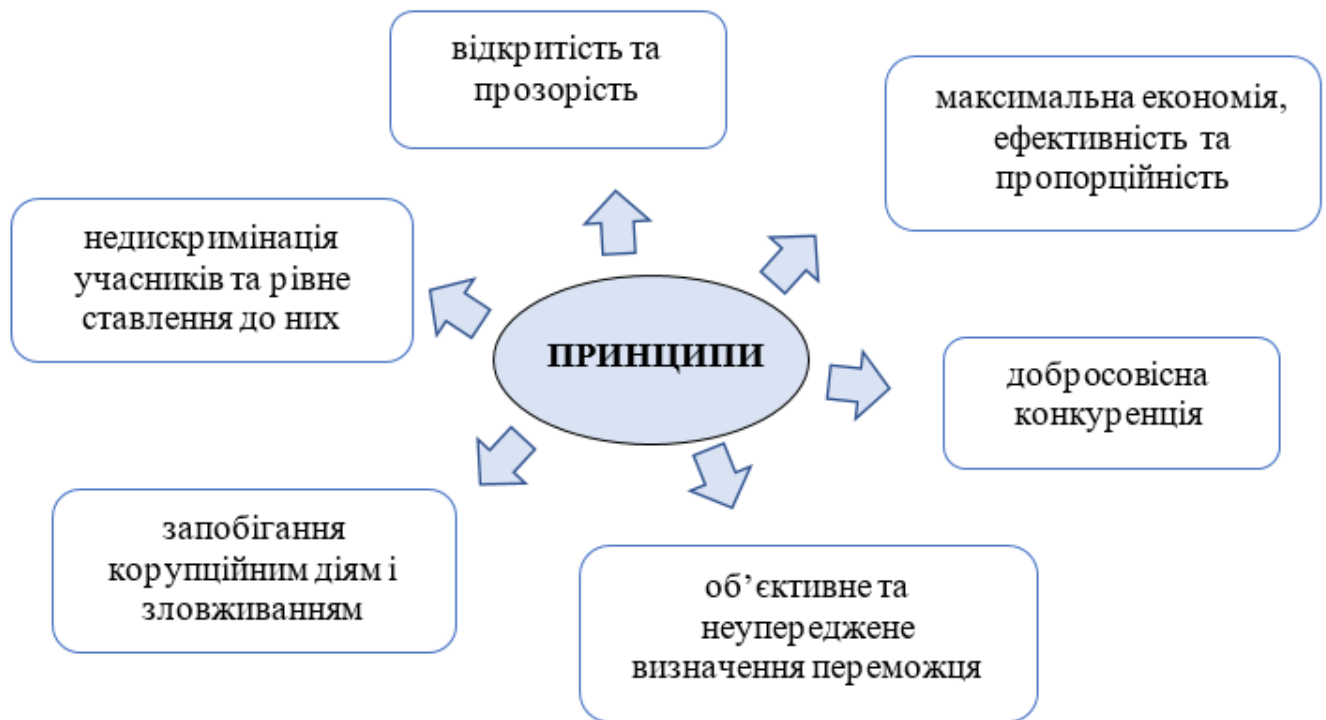 відкритість та
прозорість
максимальна економія,
ефективність та
пропорційність
недискримінація
учасників та рівне
ставлення до них
ПРИНЦИПИ
добросовісна
конкуренція
запобігання
корупційним діям і
зловживанням
об’єктивне та
неупереджене
визначення переможця